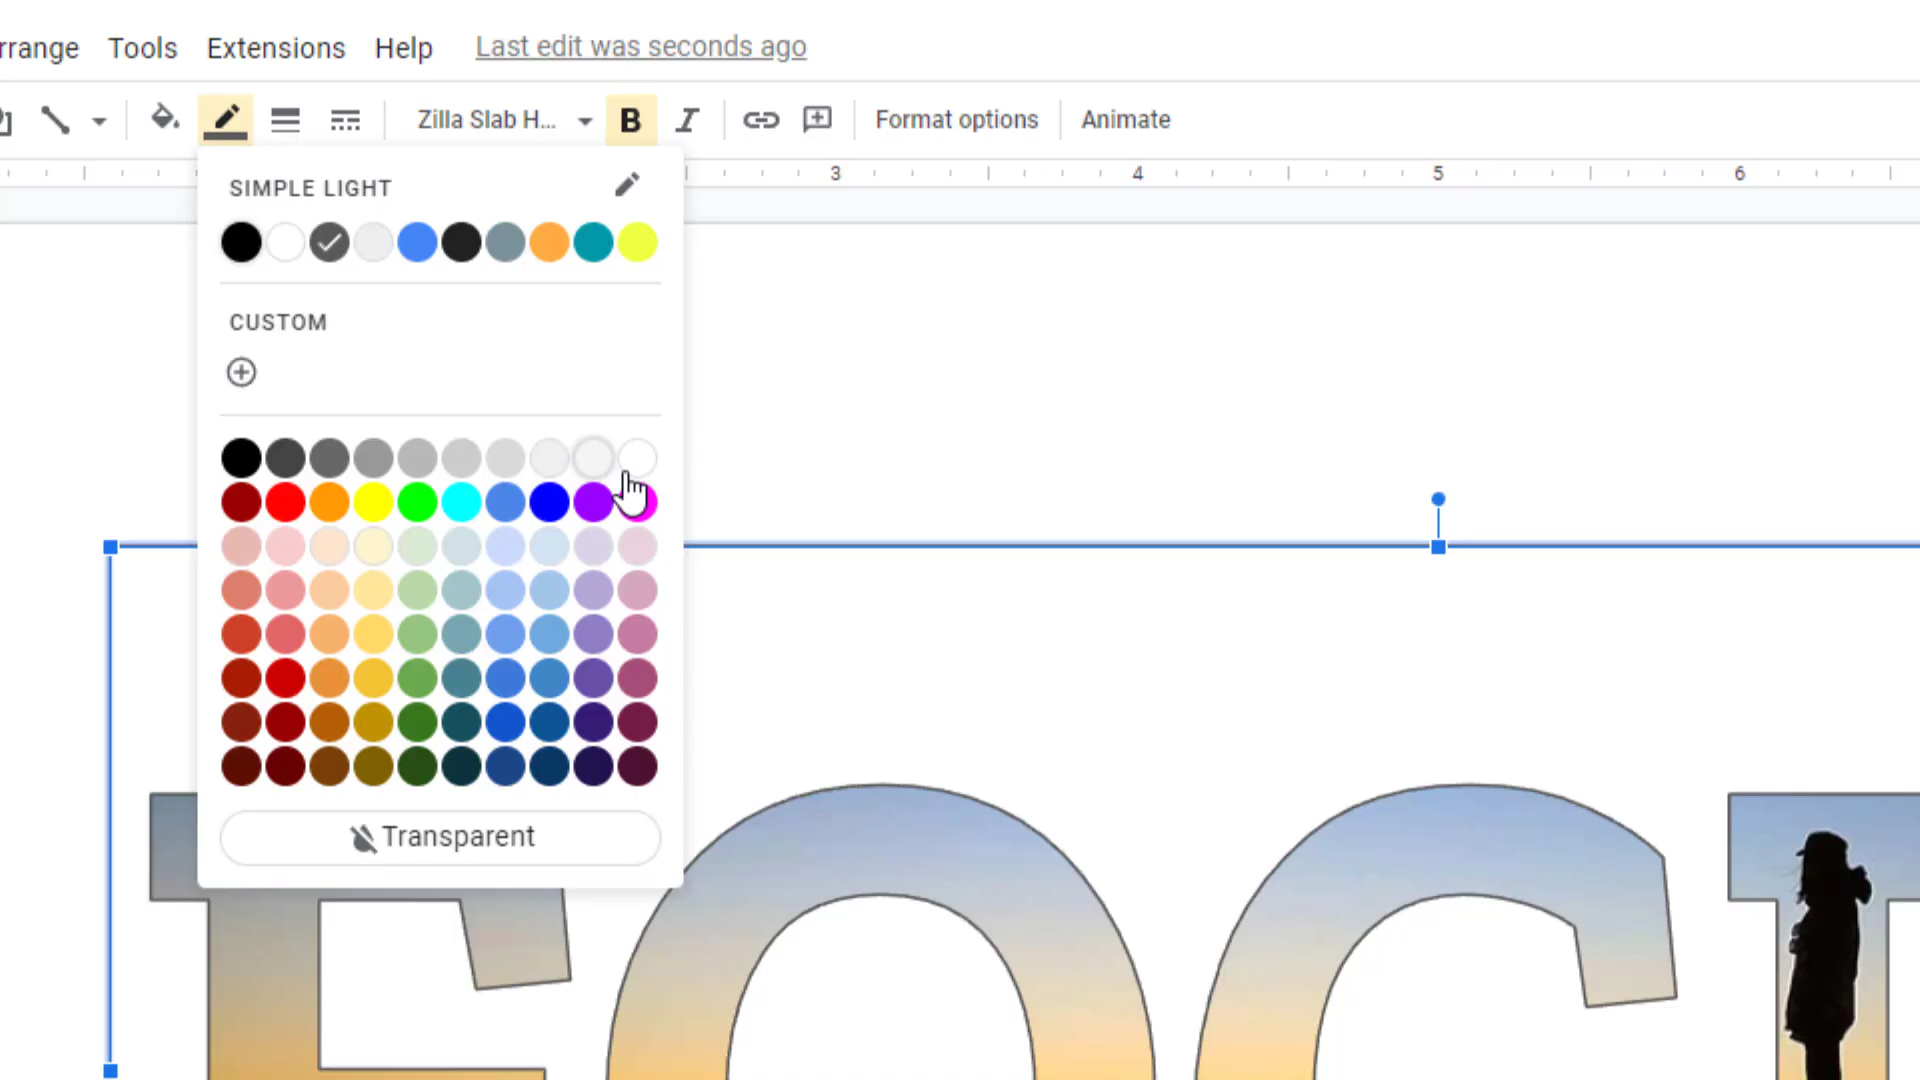 rrange Tools Extensions Help Last edit was seconds ago
Zilla Slab H... B I Format options Animate
3 4 5 6
SIMPLE LIGHT
CUSTOM
Transparent
FOCU